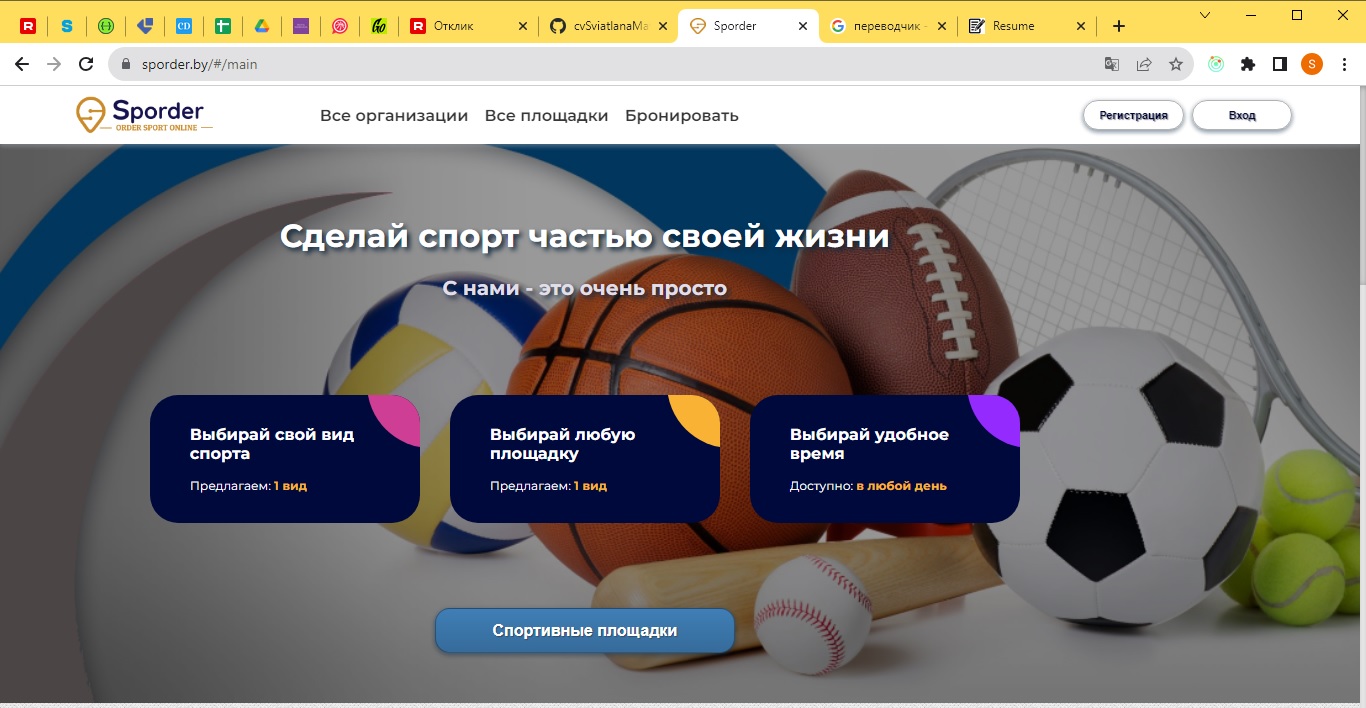 Отклик
cvSviatlanaMa
Sporder
переводчик -
Resume
sporder.by/#/main
S
Sporder
ORDER SPORT ONLINE
Все организации
Все площадки
Бронировать
Регистрация
Вход
Сделай спорт частью своей жизни
С нами - это очень просто
Выбирай свой вид
спорта
Предлагаем: 1 вид
Выбирай любую
площадку
Предлагаем: 1 вид
Выбирай удобное
время
Доступно: в любой день
Спортивные площадки